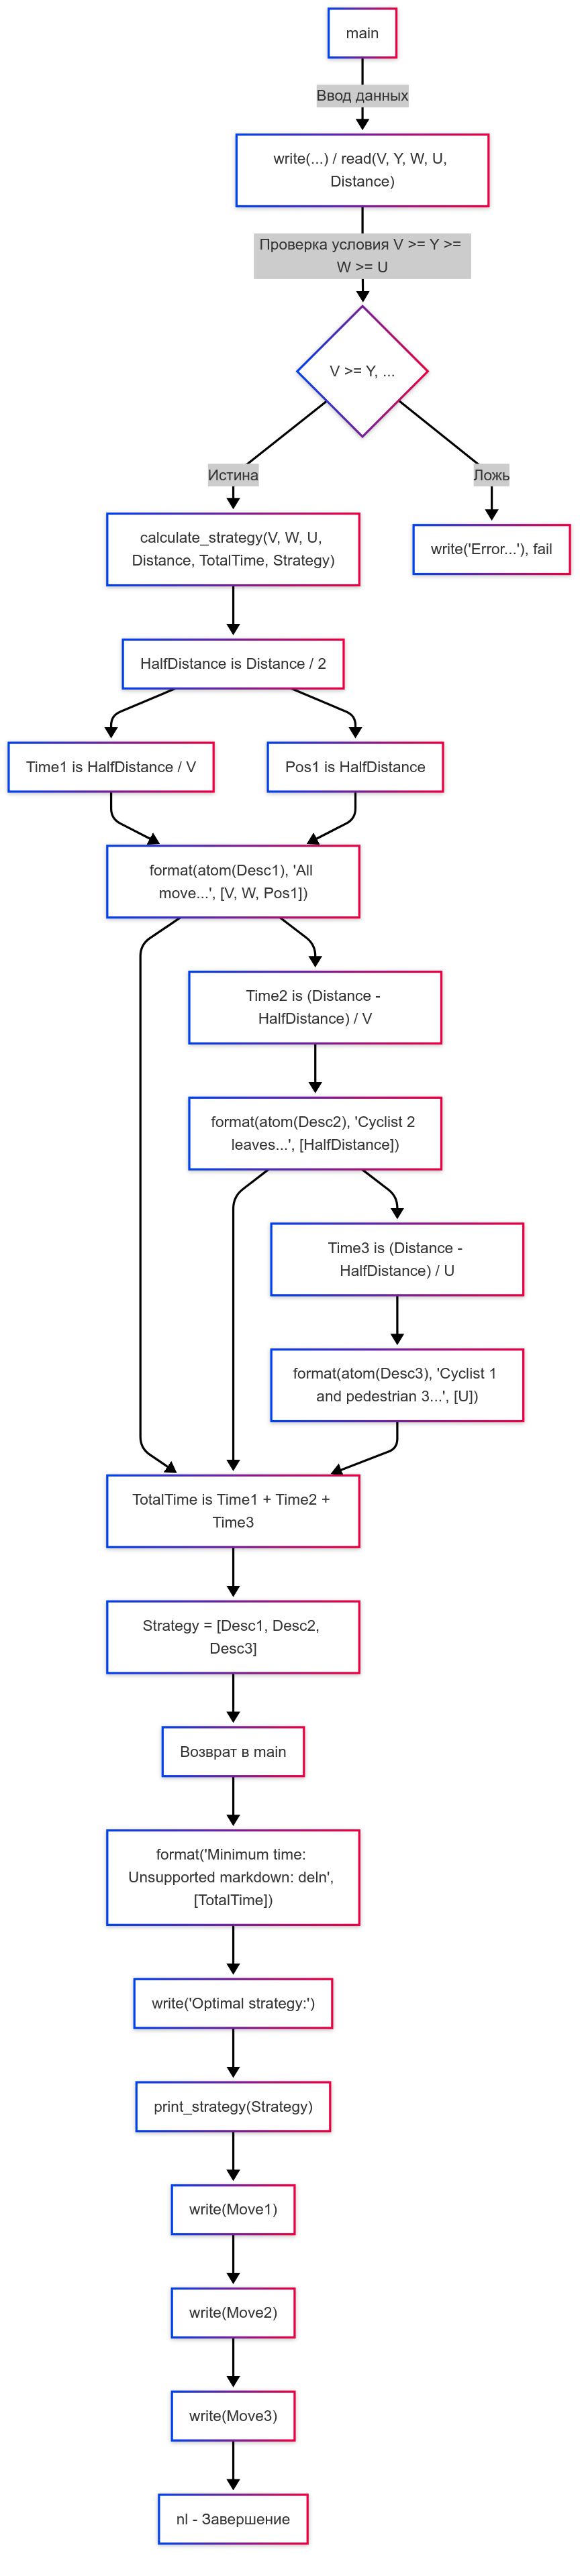 main
Ввод данных
write(...) / read(V, Y, W, U,
Distance)
Проверка условия V >= Y >=
W >= U
V >= Y, ...
Истина
Ложь
calculate_strategy(V, W, U,
Distance, TotalTime, Strategy)
write('Error...'), fail
HalfDistance is Distance / 2
Time1 is HalfDistance / V
Pos1 is HalfDistance
format(atom(Desc1), 'All
move...', [V, W, Pos1])
Time2 is (Distance -
HalfDistance) / V
format(atom(Desc2), 'Cyclist 2
leaves...', [HalfDistance])
Time3 is (Distance -
HalfDistance) / U
format(atom(Desc3), 'Cyclist 1
and pedestrian 3...', [U])
TotalTime is Time1 + Time2 +
Time3
Strategy = [Desc1, Desc2,
Desc3]
Возврат в main
format('Minimum time:
Unsupported markdown: deln',
[TotalTime])
write('Optimal strategy:')
print_strategy(Strategy)
write(Move1)
write(Move2)
write(Move3)
nl - Завершение